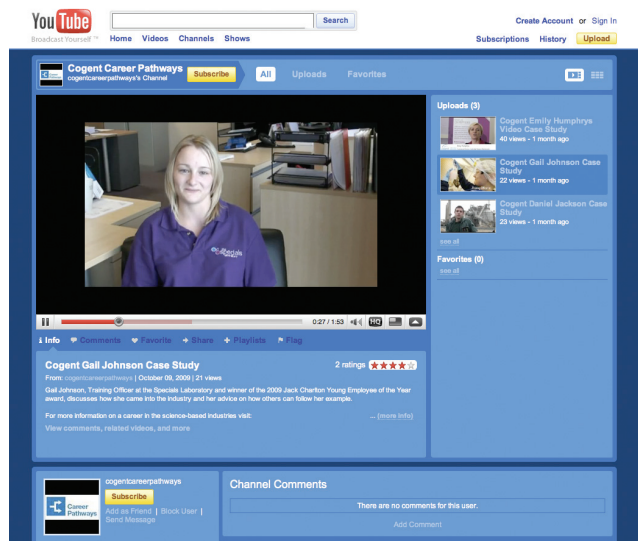 YouTube
Broadcast Yourself ™
Search
Create Account or Sign In
Home Videos Channels Shows
Subscriptions History Upload
Cogent Career Pathways
cogentcareerpathways's Channel
Subscribe
All Uploads Favorites
Uploads (3)
Cogent Emily Humphrys
Video Case Study
40 views - 1 month ago
Cogent Gail Johnson Case
Study
22 views - 1 month ago
Cogent Daniel Jackson Case
Study
23 views - 1 month ago
see all
Favorites (0)
see all
0:27 / 1:53 HQ
Info Comments Favorite Share Playlists Flag
Cogent Gail Johnson Case Study
2 ratings
From: cogentcareerpathways | October 09, 2009 | 21 views
Gail Johnson, Training Officer at the Specials Laboratory and winner of the 2009 Jack Charlton Young Employee of the Year
award, discusses how she came into the industry and her advice on how others can follow her example.
For more information on a career in the science-based industries visit:
... (more info)
View comments, related videos, and more
Career
Pathways
cogentcareerpathways
Subscribe
Add as Friend | Block User |
Send Message
Channel Comments
There are no comments for this user.
Add Comment